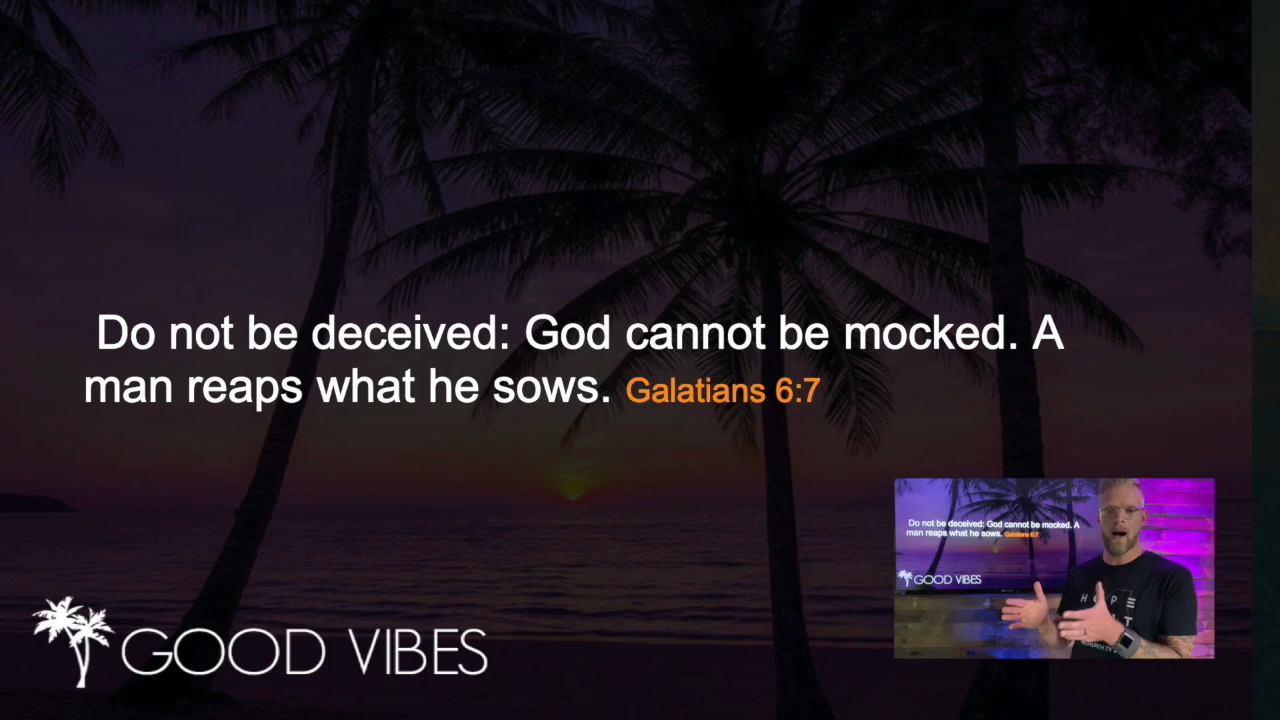 Do not be deceived: God cannot be mocked. A
man reaps what he sows. Galatians 6:7
GOOD VIBES
Do not be deceived: God cannot be mocked. A
man reaps what he sows. Galatians 6:7
GOOD VIBES